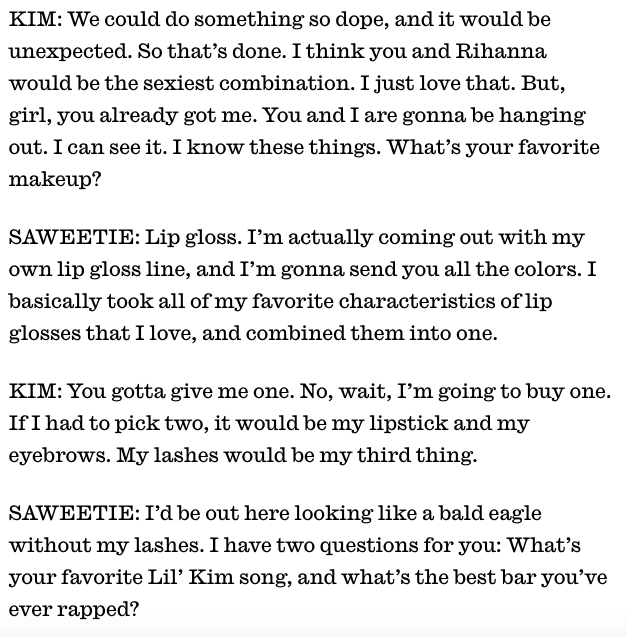 KIM: We could do something so dope, and it would be
unexpected. So that’s done. I think you and Rihanna
would be the sexiest combination. I just love that. But,
girl, you already got me. You and I are gonna be hanging
out. I can see it. I know these things. What’s your favorite
makeup?
SAWEETIE: Lip gloss. I’m actually coming out with my
own lip gloss line, and I’m gonna send you all the colors. I
basically took all of my favorite characteristics of lip
glosses that I love, and combined them into one.
KIM: You gotta give me one. No, wait, I’m going to buy one.
If I had to pick two, it would be my lipstick and my
eyebrows. My lashes would be my third thing.
SAWEETIE: I’d be out here looking like a bald eagle
without my lashes. I have two questions for you: What’s
your favorite Lil’ Kim song, and what’s the best bar you’ve
ever rapped?